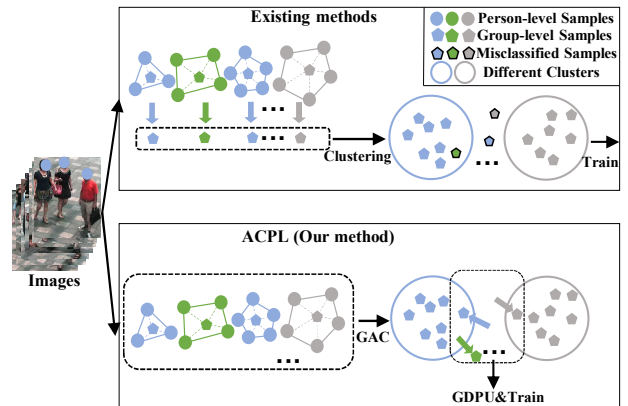 Existing methods
Person-level Samples
Group-level Samples
Misclassified Samples
Different Clusters
...
Clustering
...
Train
Images
ACPL (Our method)
...
GAC
...
GDPU&Train